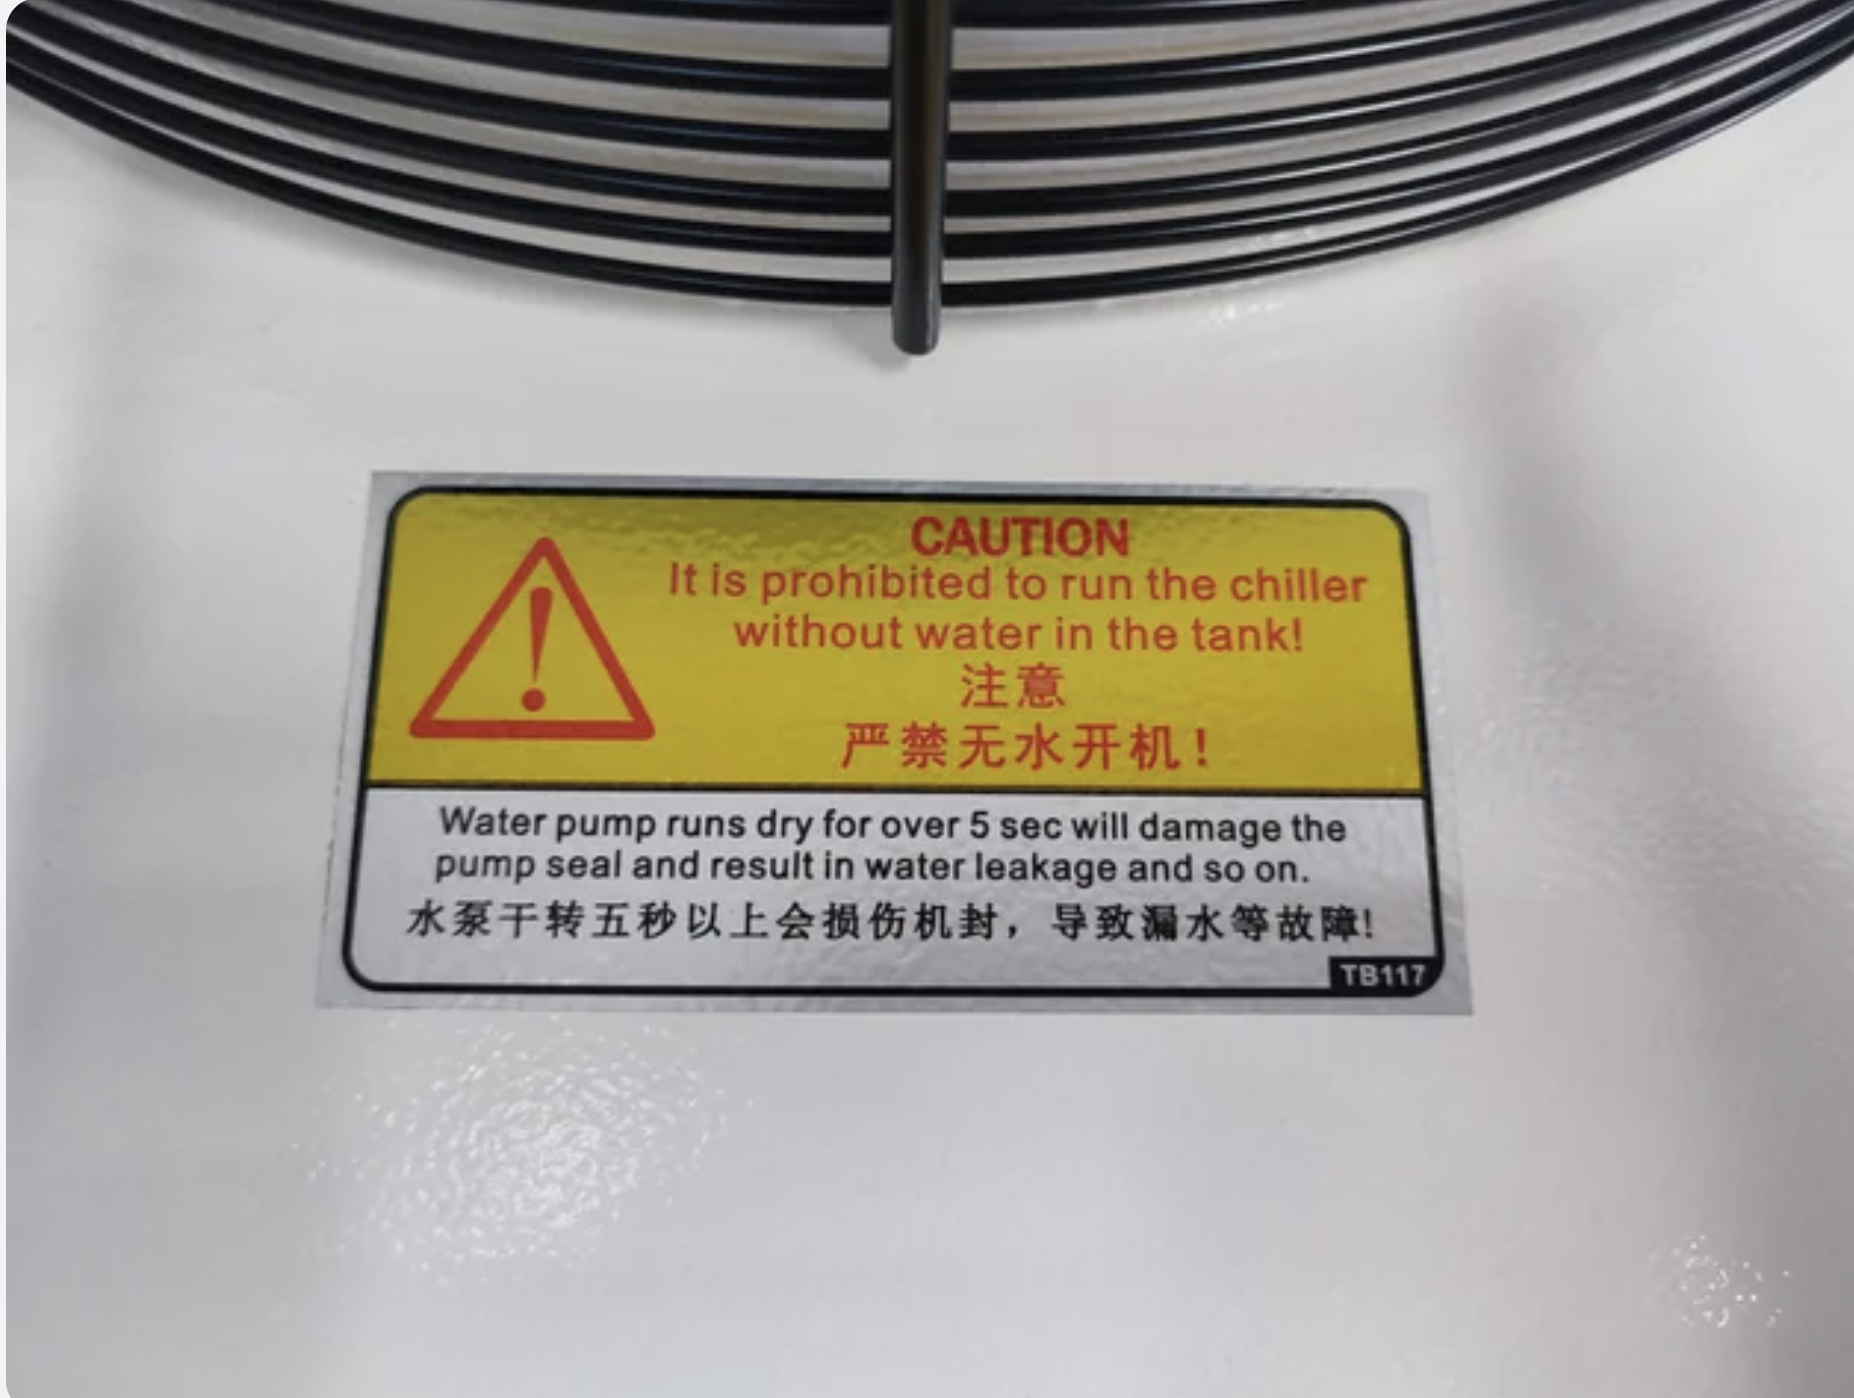 CAUTION
It is prohibited to run the chiller
without water in the tank!
注意
严禁无水开机!
Water pump runs dry for over 5 sec will damage the
pump seal and result in water leakage and so on.
水泵干转五秒以上会损伤机封，导致漏水等故障!
TB117